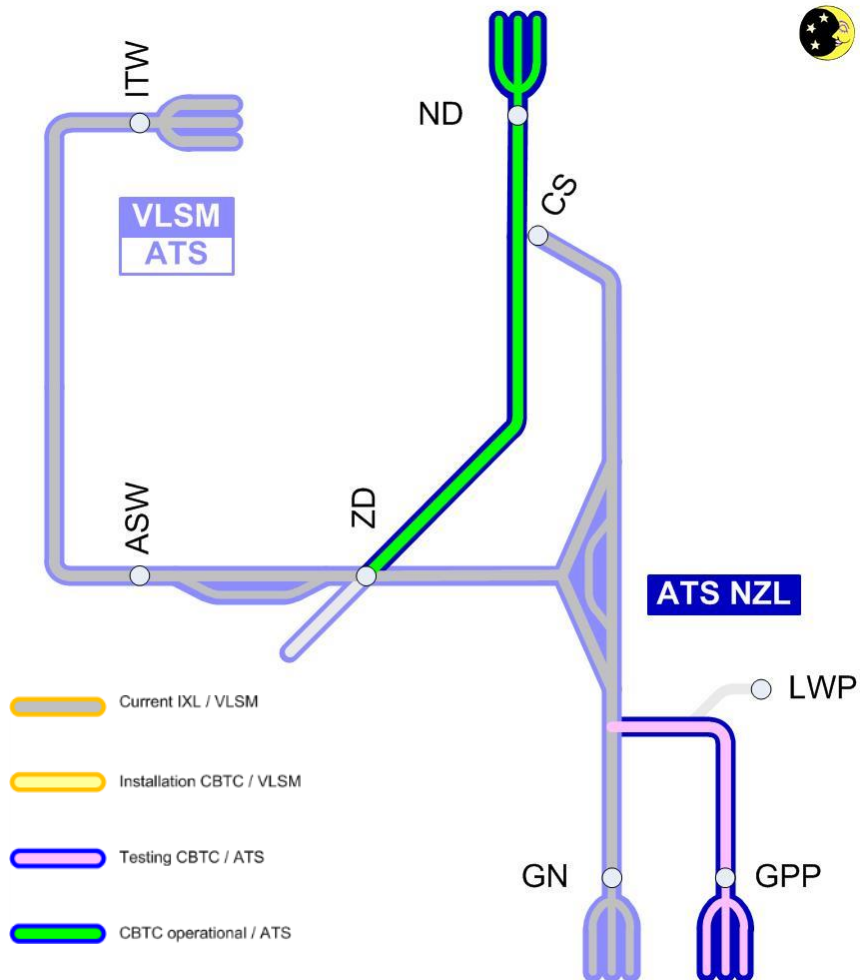 ITW
ND
CS
VLSM
ATS
ASW
ZD
ATS NZL
LWP
Current IXL / VLSM
Installation CBTC / VLSM
Testing CBTC / ATS
GN
GPP
CBTC operational / ATS